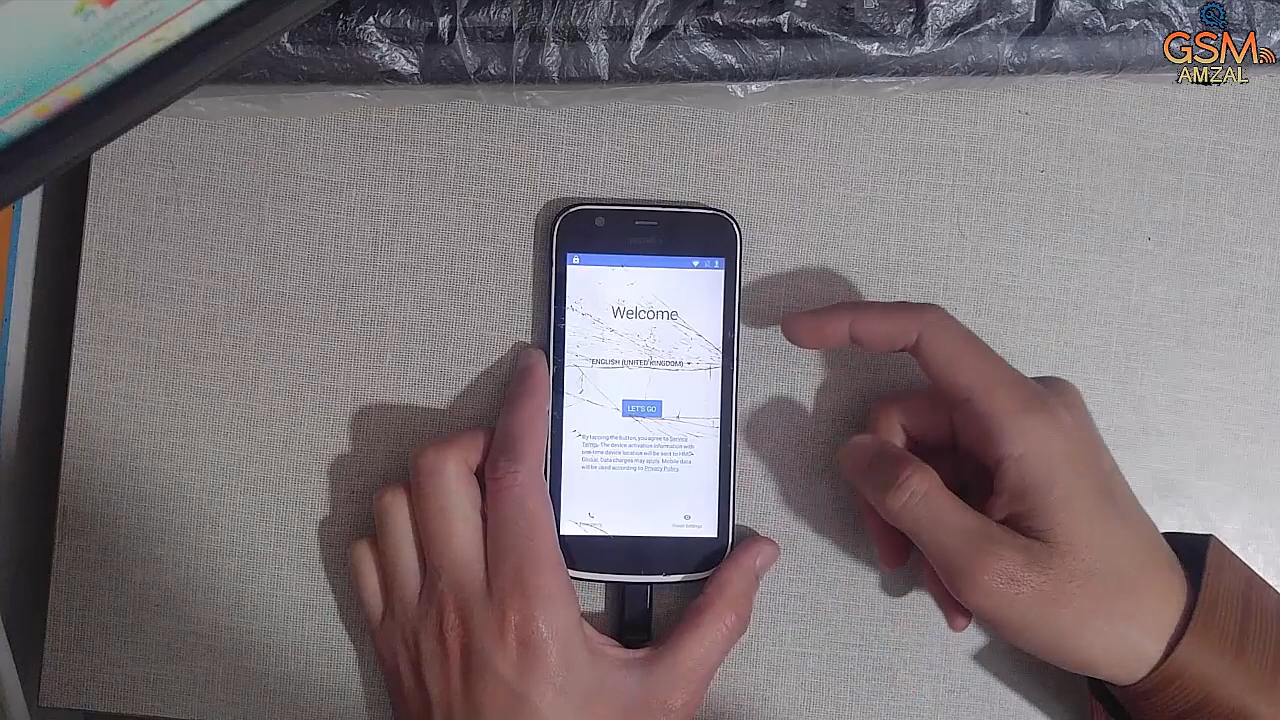 GSM
AMZAL
Welcome
ENGLISH (UNITED KINGDOM)
LET'S GO
By tapping the button, you agree to Service
Terms. The device activation information with
one-time device location will be sent to HMD
Global. Data charges may apply. Mobile data
will be used according to Privacy Policy.
Vision Settings